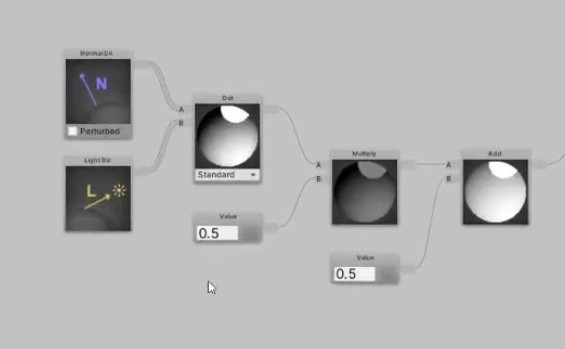 Normal Dir
N
Perturbed
Light Dir
L
Dot
A
B
Standard
Value
0.5
Multiply
A
B
Value
0.5
Add
A
B